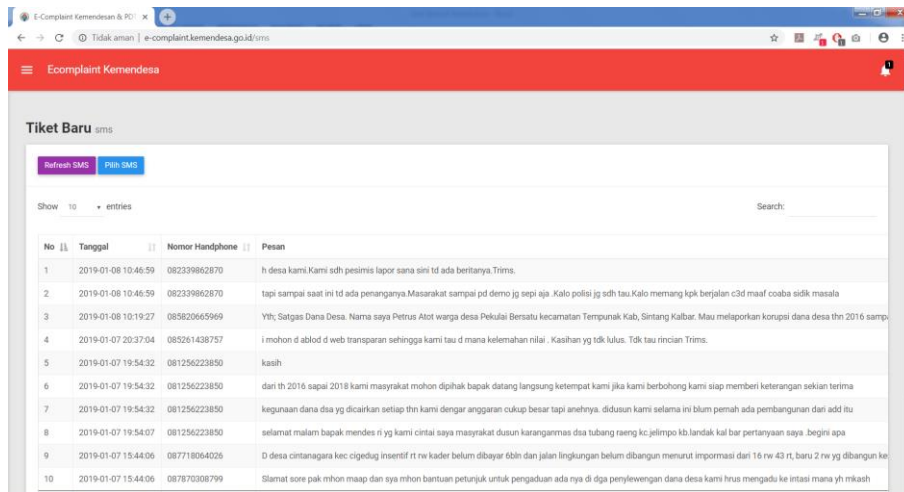 E-Complaint Kemendesan & PDT
Tidak aman | e-complaint.kemendesa.go.id/sms
Ecomplaint Kemendesa
1
Tiket Baru sms
Refresh SMS Pilih SMS
Show 10 entries Search:
No Tanggal Nomor Handphone Pesan
1 2019-01-08 10:46:59 082339862870 h desa kami.Kami sdh pesimis lapor sana sini td ada beritanya.Trims.
2 2019-01-08 10:46:59 082339862870 tapi sampai saat ini td ada penanganya.Masarakat sampai pd demo jg sepi aja .Kalo polisi jg sdh tau.Kalo memang kpk berjalan c3d maaf coaba sidik masala
3 2019-01-08 10:19:27 085820665969 Yth; Satgas Dana Desa. Nama saya Petrus Atot warga desa Pekulai Bersatu kecamatan Tempunak Kab, Sintang Kalbar. Mau melaporkan korupsi dana desa thn 2016 sampa
4 2019-01-07 20:37:04 085261438757 i mohon d ablod d web transparan sehingga kami tau d mana kelemahan nilai . Kasihan yg tdk lulus. Tdk tau rincian Trims.
5 2019-01-07 19:54:32 081256223850 kasih
6 2019-01-07 19:54:32 081256223850 dari th 2016 sapai 2018 kami masyrakat mohon dipihak bapak datang langsung ketempat kami jika kami berbohong kami siap memberi keterangan sekian terima
7 2019-01-07 19:54:32 081256223850 kegunaan dana dsa yg dicairkan setiap thn kami dengar anggaran cukup besar tapi anehnya. didusun kami selama ini blum pernah ada pembangunan dari add itu
8 2019-01-07 19:54:07 081256223850 selamat malam bapak mendes ri yg kami cintai saya masyrakat dusun karanganmas dsa tubang raeng kc.jelimpo kb.landak kal bar pertanyaan saya .begini apa
9 2019-01-07 15:44:06 087718064026 D desa cintanagara kec cigedug insentif rt rw kader belum dibayar 6bln dan jalan lingkungan belum dibangun menurut impormasi dari 16 rw 43 rt, baru 2 rw yg dibangun ke
10 2019-01-07 15:44:06 087870308799 Slamat sore pak mhon maap dan sya mhon bantuan petunjuk untuk pengaduan ada nya di dga penylewengan dana desa kami hrus mengadu ke intasi mana yh mkash